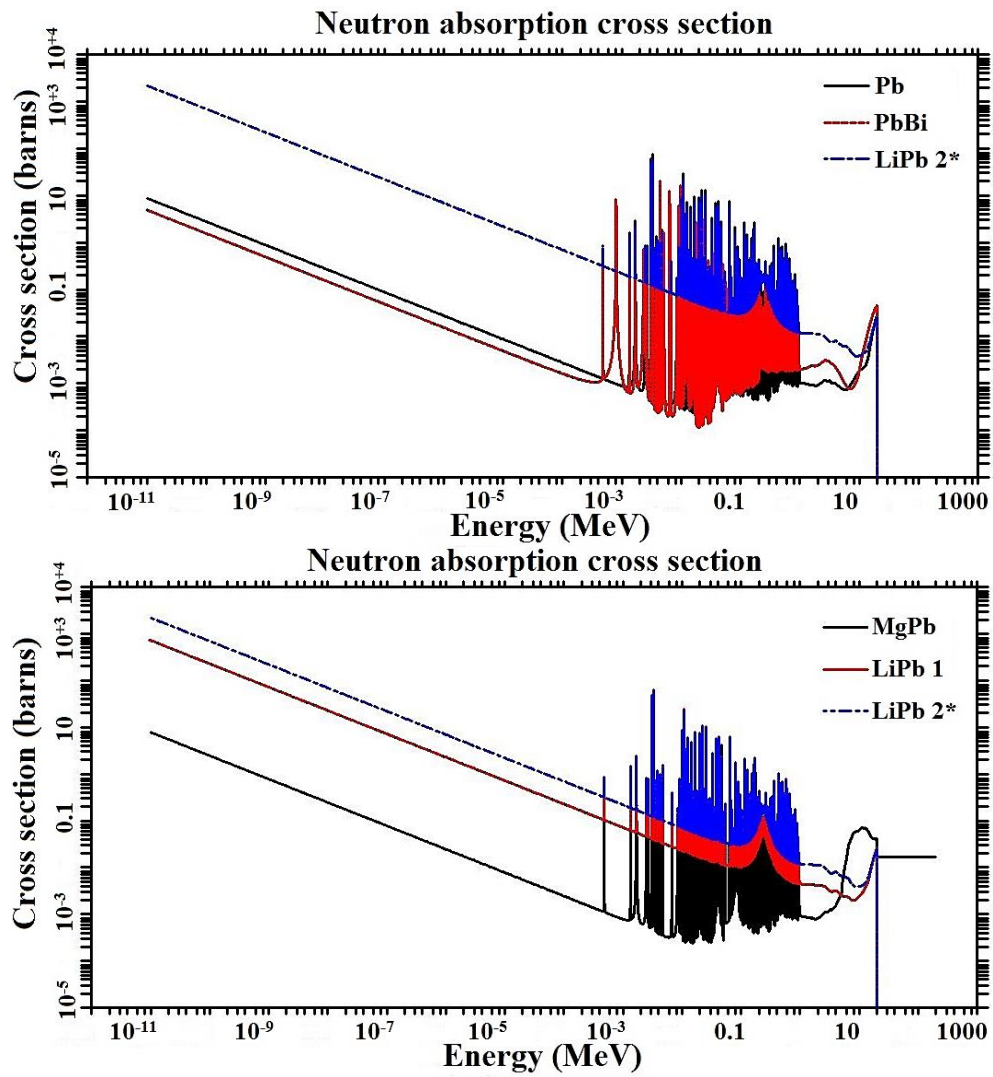 Neutron absorption cross section
Cross section (barns)
10⁺⁴
10⁺³
10
0.1
10⁻³
10⁻⁵
Pb
PbBi
LiPb 2*
10⁻¹¹ 10⁻⁹ 10⁻⁷ 10⁻⁵ 10⁻³ 0.1 10 1000
Energy (MeV)
Neutron absorption cross section
Cross section (barns)
10⁺⁴
10⁺³
10
0.1
10⁻³
10⁻⁵
MgPb
LiPb 1
LiPb 2*
10⁻¹¹ 10⁻⁹ 10⁻⁷ 10⁻⁵ 10⁻³ 0.1 10 1000
Energy (MeV)